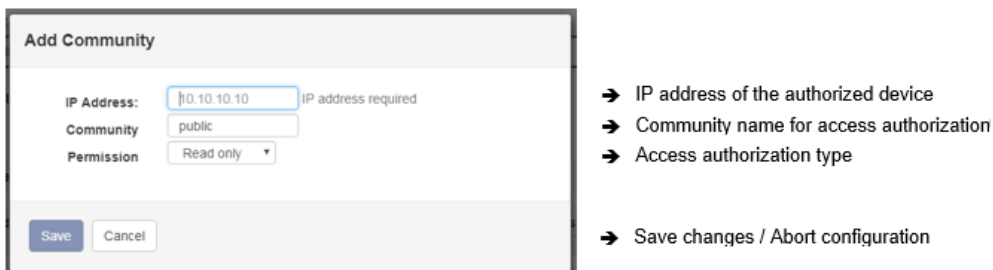 Add Community
IP Address: 10.10.10.10 IP address required
➔ IP address of the authorized device
Community public
➔ Community name for access authorization
Permission Read only
➔ Access authorization type
Save Cancel
➔ Save changes / Abort configuration